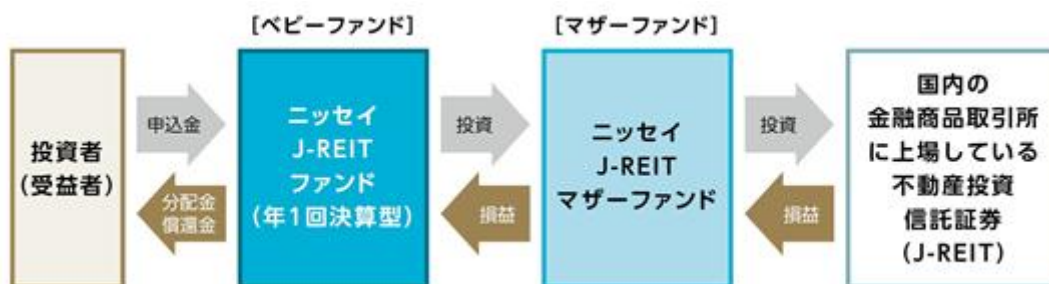 [ベビーファンド]
[マザーファンド]
投資者
(受益者)
申込金
分配金
償還金
ニッセイ
J-REIT
ファンド
(年1回決算型)
投資
損益
ニッセイ
J-REIT
マザーファンド
投資
損益
国内の
金融商品取引所
に上場している
不動産投資
信託証券
(J-REIT)